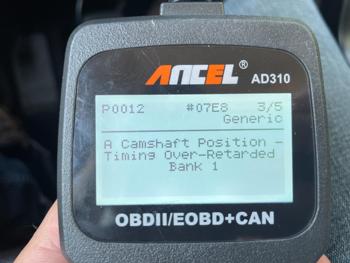 ANCEL®
AD310
P0012 #07E8 3/5
Generic
A Camshaft Position -
Timing Over-Retarded
Bank 1
OBDII/EOBD+CAN